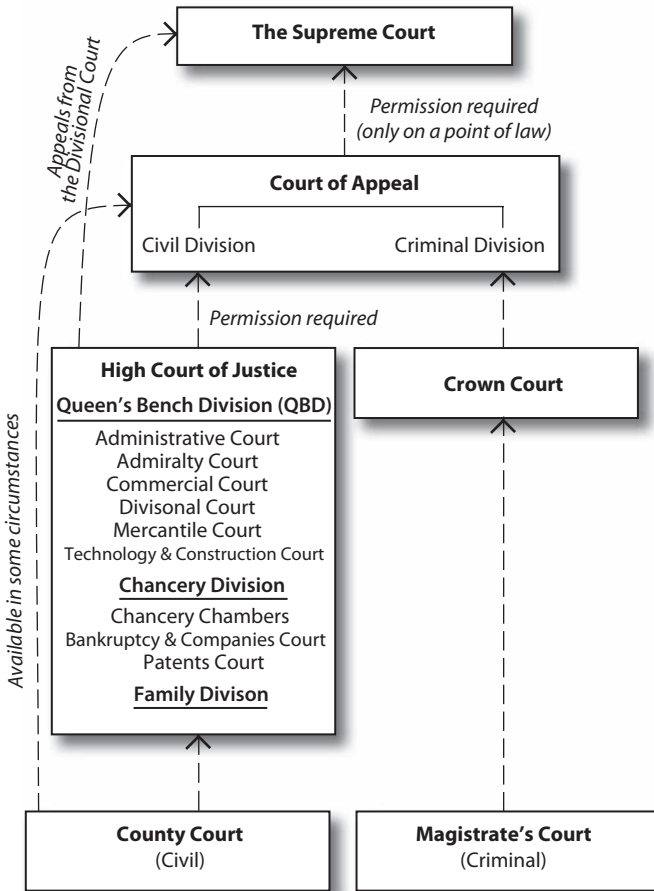 The Supreme Court
Appeals from
the Divisional Court
Permission required
(only on a point of law)
Court of Appeal
Civil Division
Criminal Division
Permission required
Available in some circumstances
High Court of Justice
Queen's Bench Division (QBD)
Administrative Court
Admiralty Court
Commercial Court
Divisonal Court
Mercantile Court
Technology & Construction Court
Chancery Division
Chancery Chambers
Bankruptcy & Companies Court
Patents Court
Family Divison
Crown Court
County Court
(Civil)
Magistrate's Court
(Criminal)